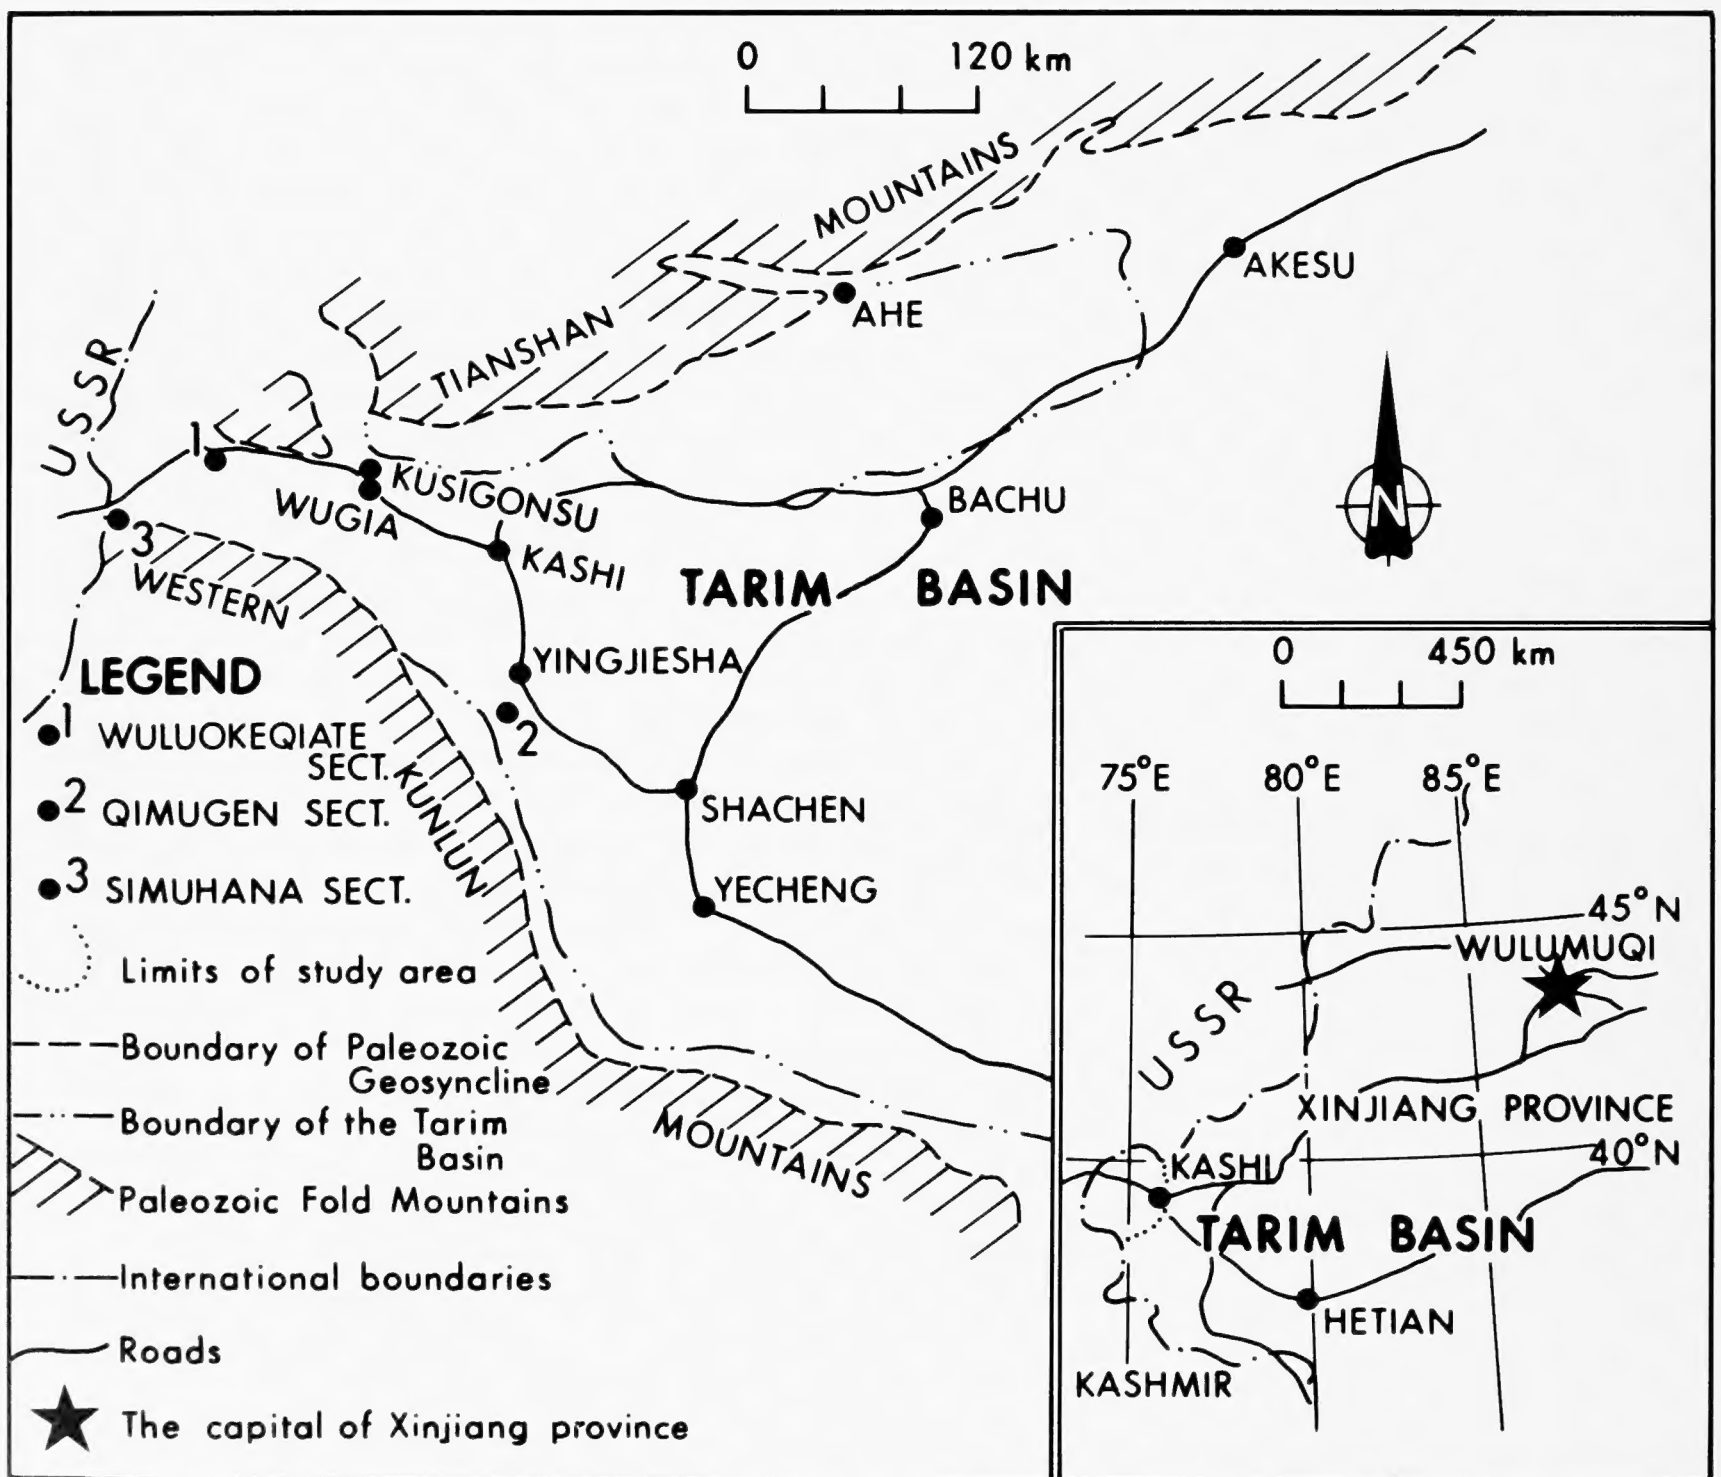 0 120 km
MOUNTAINS
AKESU
AHE
TIANSHAN
USSR
1
KUSIGONSU
WUGIA
BACHU
3
KASHI
WESTERN
TARIM BASIN
N
YINGJIESHA
2
SHACHEN
KUNLUN
YECHENG
MOUNTAINS
LEGEND
1 WULUOKEQIATE
SECT.
2 QIMUGEN SECT.
3 SIMUHANA SECT.
Limits of study area
Boundary of Paleozoic
Geosyncline
Boundary of the Tarim
Basin
Paleozoic Fold Mountains
International boundaries
Roads
The capital of Xinjiang province
0 450 km
75°E 80°E 85°E
45°N
WULUMUQI
USSR
XINJIANG PROVINCE
40°N
KASHI
TARIM BASIN
HETIAN
KASHMIR